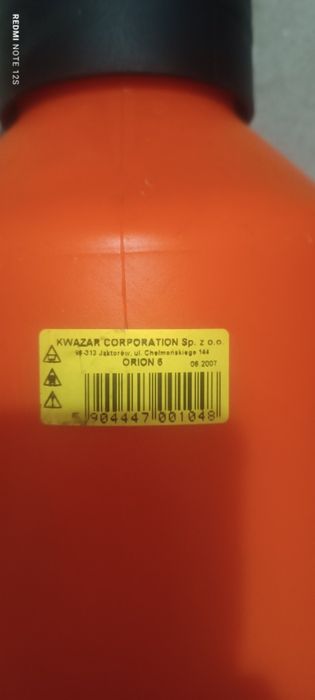 REDMI NOTE 12S
KWAZAR CORPORATION Sp. z o.o.
96-313 Jaktorów, ul. Chełmońskiego 144
ORION 6 06.2007
5 904447 001048